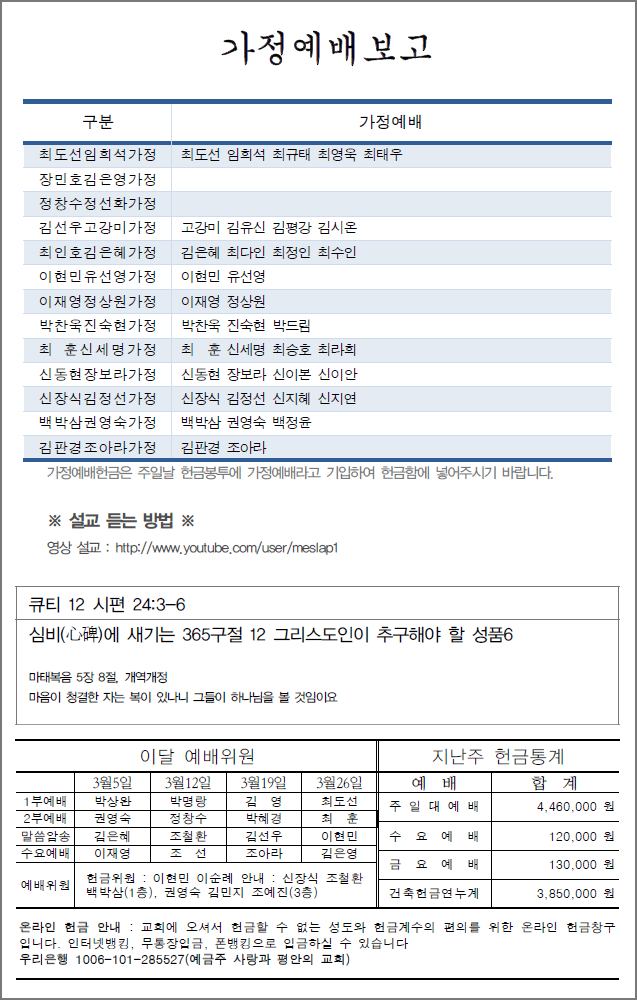 가정예배보고
구분 가정예배
최도선임희석가정 최도선 임희석 최규태 최영욱 최태우
장민호김은영가정
정창수정선화가정
김선우고강미가정 고강미 김유신 김평강 김시온
최인호김은혜가정 김은혜 최다인 최정인 최수인
이현민유선영가정 이현민 유선영
이재영정상원가정 이재영 정상원
박찬욱진숙현가정 박찬욱 진숙현 박드림
최 훈신세명가정 최 훈 신세명 최승호 최라희
신동현장보라가정 신동현 장보라 신이본 신이안
신장식김정선가정 신장식 김정선 신지혜 신지연
백박삼권영숙가정 백박삼 권영숙 백정윤
김판경조아라가정 김판경 조아라
가정예배헌금은 주일날 헌금봉투에 가정예배라고 기입하여 헌금함에 넣어주시기 바랍니다.
※ 설교 듣는 방법 ※
영상 설교 : http://www.youtube.com/user/meslap1
큐티 12 시편 24:3-6
심비(心碑)에 새기는 365구절 12 그리스도인이 추구해야 할 성품6
마태복음 5장 8절, 개역개정
마음이 청결한 자는 복이 있나니 그들이 하나님을 볼 것임이요
이달 예배위원
3월5일 3월12일 3월19일 3월26일
1부예배 박상완 박명랑 김 영 최도선
2부예배 권영숙 정창수 박혜경 최 훈
말씀암송 김은혜 조철환 김선우 이현민
수요예배 이재영 조 선 조아라 김은영
예배위원 헌금위원 : 이현민 이순례 안내 : 신장식 조철환
백박삼(1층), 권영숙 김민지 조예진(3층)
지난주 헌금통계
예 배 합 계
주 일 대 예 배 4,460,000 원
수 요 예 배 120,000 원
금 요 예 배 130,000 원
건축헌금연누계 3,850,000 원
온라인 헌금 안내 : 교회에 오셔서 헌금할 수 없는 성도와 헌금계수의 편의를 위한 온라인 헌금창구
입니다. 인터넷뱅킹, 무통장입금, 폰뱅킹으로 입금하실 수 있습니다
우리은행 1006-101-285527(예금주 사랑과 평안의 교회)